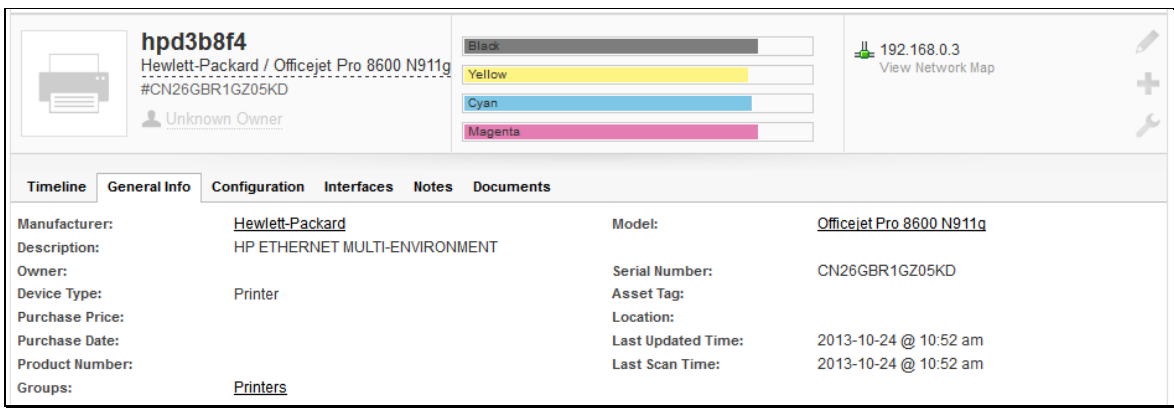 hpd3b8f4
Hewlett-Packard / Officejet Pro 8600 N911g
#CN26GBR1GZ05KD
Unknown Owner
Black
Yellow
Cyan
Magenta
192.168.0.3
View Network Map
Timeline General Info Configuration Interfaces Notes Documents
Manufacturer: Hewlett-Packard Model: Officejet Pro 8600 N911g
Description: HP ETHERNET MULTI-ENVIRONMENT
Owner: Serial Number: CN26GBR1GZ05KD
Device Type: Printer Asset Tag:
Purchase Price: Location:
Purchase Date: Last Updated Time: 2013-10-24 @ 10:52 am
Product Number: Last Scan Time: 2013-10-24 @ 10:52 am
Groups: Printers